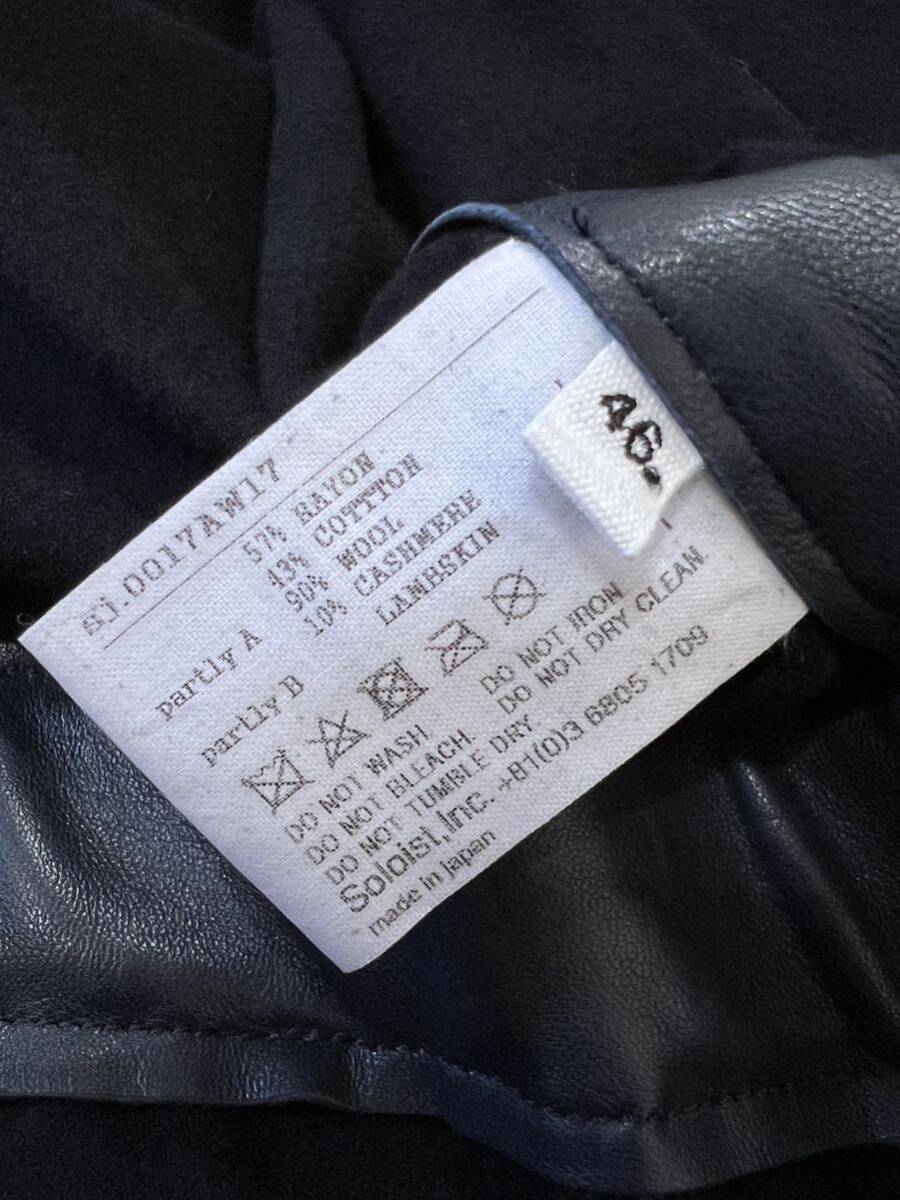 46.
sj.0017AW17
57% RAYON
43% COTTON
partly A 90% WOOL
10% CASHMERE
partly B LAMBSKIN
DO NOT WASH. DO NOT IRON
DO NOT BLEACH. DO NOT DRY CLEAN.
DO NOT TUMBLE DRY.
Soloist,Inc. +81(0)3 6805 1709
made in Japan